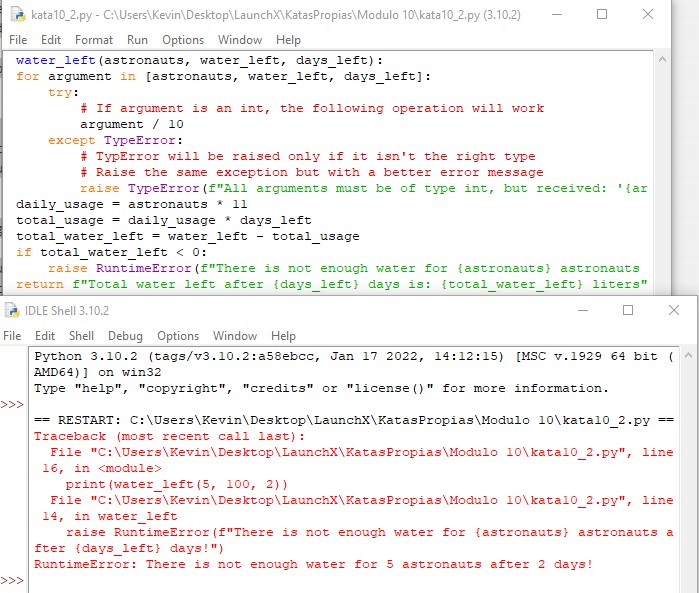 kata10_2.py - C:\Users\Kevin\Desktop\LaunchX\KatasPropias\Modulo 10\kata10_2.py (3.10.2)
File Edit Format Run Options Window Help
water_left(astronauts, water_left, days_left):
for argument in [astronauts, water_left, days_left]:
try:
# If argument is an int, the following operation will work
argument / 10
except TypeError:
# TypError will be raised only if it isn't the right type
# Raise the same exception but with a better error message
raise TypeError(f"All arguments must be of type int, but received: '{ar
daily_usage = astronauts * 11
total_usage = daily_usage * days_left
total_water_left = water_left - total_usage
if total_water_left < 0:
raise RuntimeError(f"There is not enough water for {astronauts} astronauts
return f"Total water left after {days_left} days is: {total_water_left} liters"
IDLE Shell 3.10.2
File Edit Shell Debug Options Window Help
Python 3.10.2 (tags/v3.10.2:a58ebcc, Jan 17 2022, 14:12:15) [MSC v.1929 64 bit (
AMD64)] on win32
Type "help", "copyright", "credits" or "license()" for more information.
>>>
== RESTART: C:\Users\Kevin\Desktop\LaunchX\KatasPropias\Modulo 10\kata10_2.py ==
Traceback (most recent call last):
File "C:\Users\Kevin\Desktop\LaunchX\KatasPropias\Modulo 10\kata10_2.py", line
16, in <module>
print(water_left(5, 100, 2))
File "C:\Users\Kevin\Desktop\LaunchX\KatasPropias\Modulo 10\kata10_2.py", line
14, in water_left
raise RuntimeError(f"There is not enough water for {astronauts} astronauts a
fter {days_left} days!")
RuntimeError: There is not enough water for 5 astronauts after 2 days!
>>>